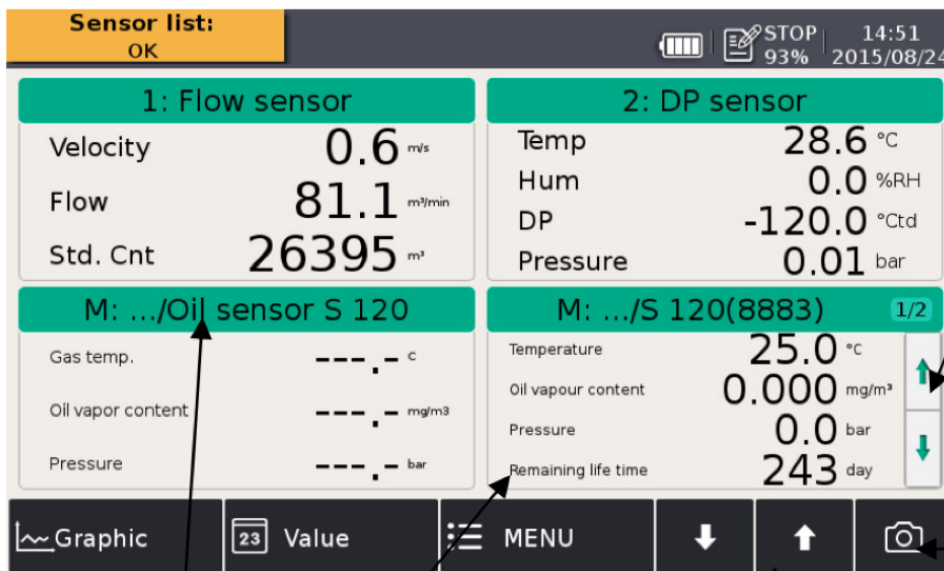 Sensor list:
OK
STOP
93%
14:51
2015/08/24
1: Flow sensor
Velocity 0.6 m/s
Flow 81.1 m³/min
Std. Cnt 26395 m³
2: DP sensor
Temp 28.6 °C
Hum 0.0 %RH
DP -120.0 °Ctd
Pressure 0.01 bar
M: .../Oil sensor S 120
Gas temp. ---.- C
Oil vapor content ---.- mg/m3
Pressure ---.- bar
M: .../S 120(8883) 1/2
Temperature 25.0 °C
Oil vapour content 0.000 mg/m³
Pressure 0.0 bar
Remaining life time 243 day
Graphic 23 Value MENU